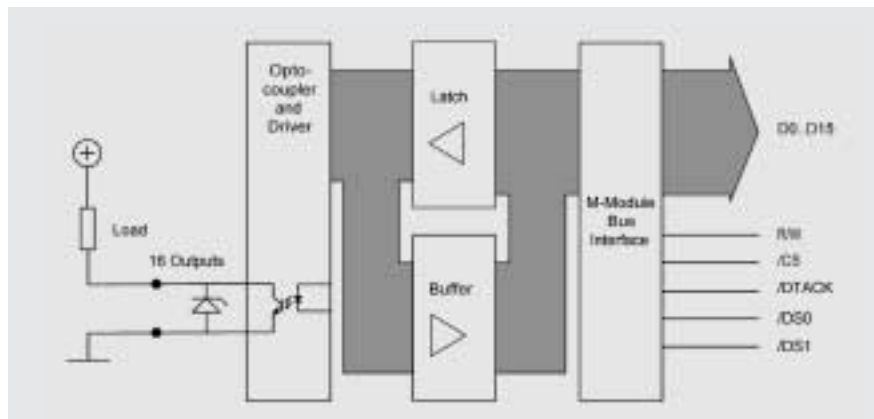 Opto-
coupler
and
Driver
Latch
D0..D15
Load
M-Module
Bus
Interface
16 Outputs
R/W
/CS
Buffer
/DTACK
/DS0
/DS1